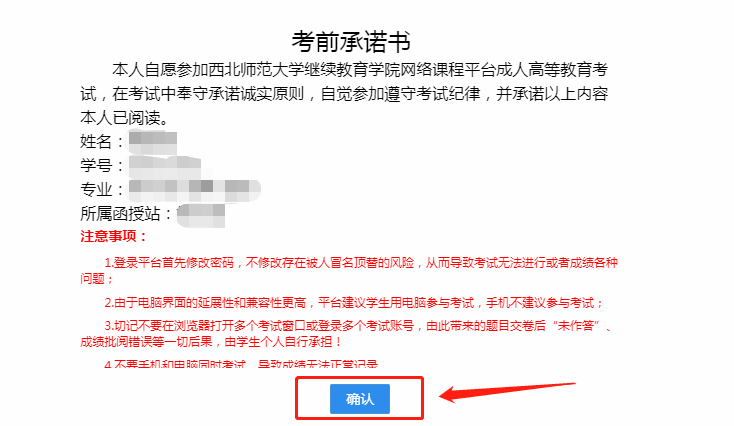 考前承诺书
本人自愿参加西北师范大学继续教育学院网络课程平台成人高等教育考
试，在考试中奉守承诺诚实原则，自觉参加遵守考试纪律，并承诺以上内容
本人已阅读。
姓名：
学号：
专业：
所属函授站：
注意事项：
1.登录平台首先修改密码，不修改存在被人冒名顶替的风险，从而导致考试无法进行或者成绩各种
问题；
2.由于电脑界面的延展性和兼容性更高，平台建议学生用电脑参与考试，手机不建议参与考试；
3.切记不要在浏览器打开多个考试窗口或登录多个考试账号，由此带来的题目交卷后“未作答”、
成绩批阅错误等一切后果，由学生个人自行承担！
4.不要手机和电脑同时考试，导致成绩无法正常记录
确认